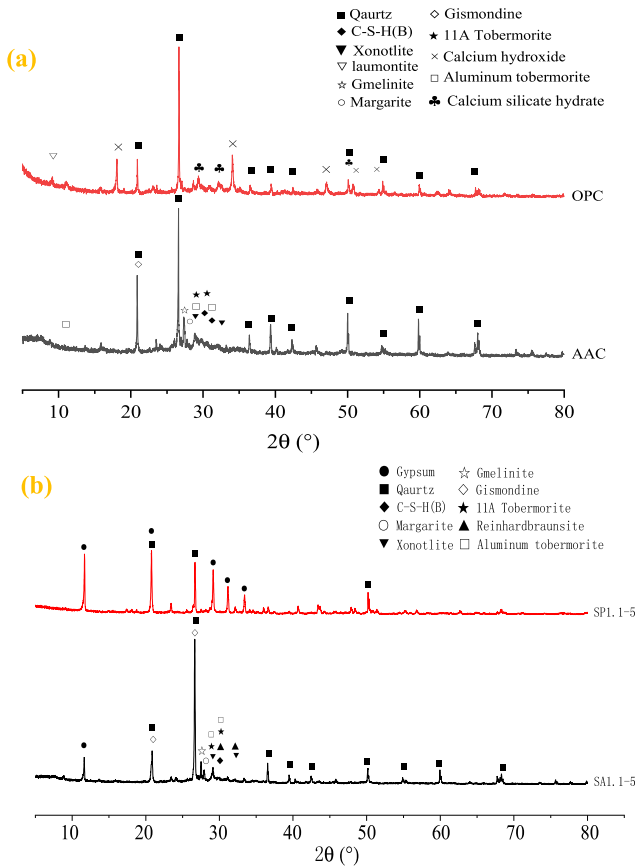 (a)
Qaurtz
C-S-H(B)
Xonotlite
laumontite
Gmelinite
Margarite
Gismondine
11A Tobermorite
Calcium hydroxide
Aluminum tobermorite
Calcium silicate hydrate
OPC
AAC
10 20 30 40 50 60 70 80
2θ (°)
(b)
Gypsum
Qaurtz
C-S-H(B)
Margarite
Xonotlite
Gmelinite
Gismondine
11A Tobermorite
Reinhardbraunsite
Aluminum tobermorite
SP1.1-5
SA1.1-5
10 20 30 40 50 60 70 80
2θ (°)